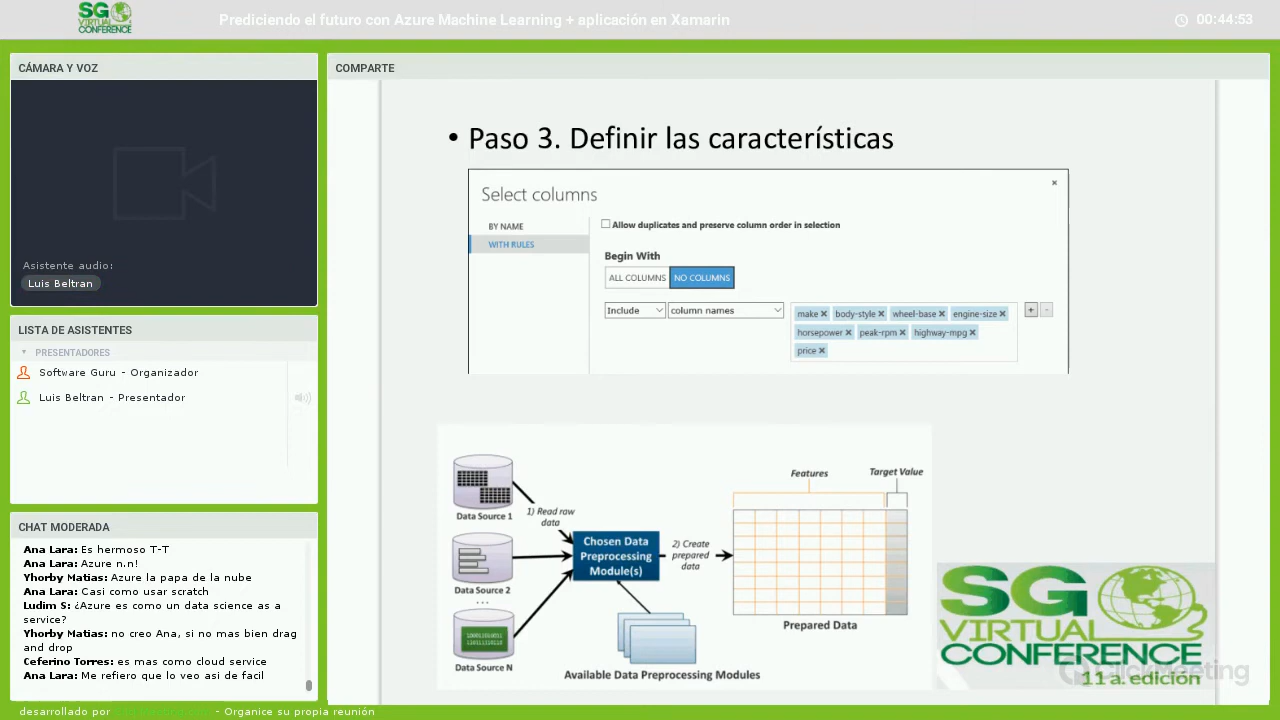 SG
VIRTUAL
CONFERENCE
Prediciendo el futuro con Azure Machine Learning + aplicación en Xamarin
00:44:53
CÁMARA Y VOZ
Asistente audio:
Luis Beltran
LISTA DE ASISTENTES
PRESENTADORES
Software Guru - Organizador
Luis Beltran - Presentador
CHAT MODERADA
Ana Lara: Es hermoso T-T
Ana Lara: Azure n.n!
Yhorby Matias: Azure la papa de la nube
Ana Lara: Casi como usar scratch
Ludim S: ¿Azure es como un data science as a
service?
Yhorby Matias: no creo Ana, si no mas bien drag
and drop
Ceferino Torres: es mas como Cloud service
Ana Lara: Me refiero que lo veo asi de facil
COMPARTE
• Paso 3. Definir las características
Select columns
BY NAME
WITH RULES
Allow duplicates and preserve column order in selection
Begin With
ALL COLUMNS NO COLUMNS
Include column names
make body-style wheel-base engine-size
horsepower peak-rpm highway-mpg
price
Data Source 1
Data Source 2
...
Data Source N
1) Read raw
data
Chosen Data
Preprocessing
Module(s)
2) Create
prepared
data
Features
Target Value
Prepared Data
Available Data Preprocessing Modules
SG
VIRTUAL
CONFERENCE
11 a. edición
ClickMeeting
desarrollado por - Organice su propia reunión